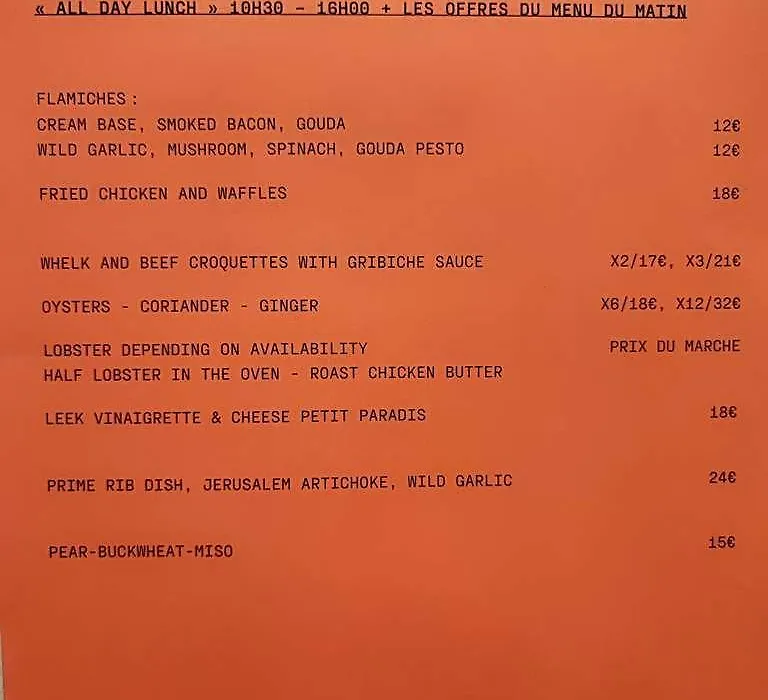 « ALL DAY LUNCH » 10H30 – 16H00 + LES OFFRES DU MENU DU MATIN
FLAMICHES :
CREAM BASE, SMOKED BACON, GOUDA 12€
WILD GARLIC, MUSHROOM, SPINACH, GOUDA PESTO 12€
FRIED CHICKEN AND WAFFLES 18€
WHELK AND BEEF CROQUETTES WITH GRIBICHE SAUCE X2/17€, X3/21€
OYSTERS - CORIANDER - GINGER X6/18€, X12/32€
LOBSTER DEPENDING ON AVAILABILITY PRIX DU MARCHE
HALF LOBSTER IN THE OVEN - ROAST CHICKEN BUTTER
LEEK VINAIGRETTE & CHEESE PETIT PARADIS 18€
PRIME RIB DISH, JERUSALEM ARTICHOKE, WILD GARLIC 24€
PEAR-BUCKWHEAT-MISO 15€